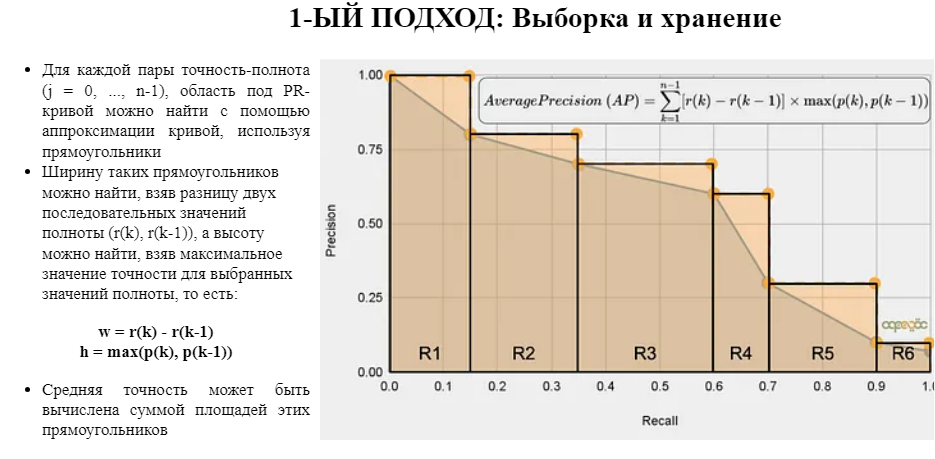 1-ЫЙ ПОДХОД: Выборка и хранение
Для каждой пары точность-полнота
(j = 0, ..., n-1), область под PR-
кривой можно найти с помощью
аппроксимации кривой, используя
прямоугольники
Ширину таких прямоугольников
можно найти, взяв разницу двух
последовательных значений
полноты (r(k), r(k-1)), а высоту
можно найти, взяв максимальное
значение точности для выбранных
значений полноты, то есть:
w = r(k) - r(k-1)
h = max(p(k), p(k-1))
Средняя точность может быть
вычислена суммой площадей этих
прямоугольников
AveragePrecision (AP) = ∑_{k=1}^{n-1} [r(k) − r(k − 1)] × max(p(k), p(k − 1))
1.00
0.75
0.50
0.25
0.00
Precision
R1 R2 R3 R4 R5 R6
0.0 0.1 0.2 0.3 0.4 0.5 0.6 0.7 0.8 0.9 1.
Recall